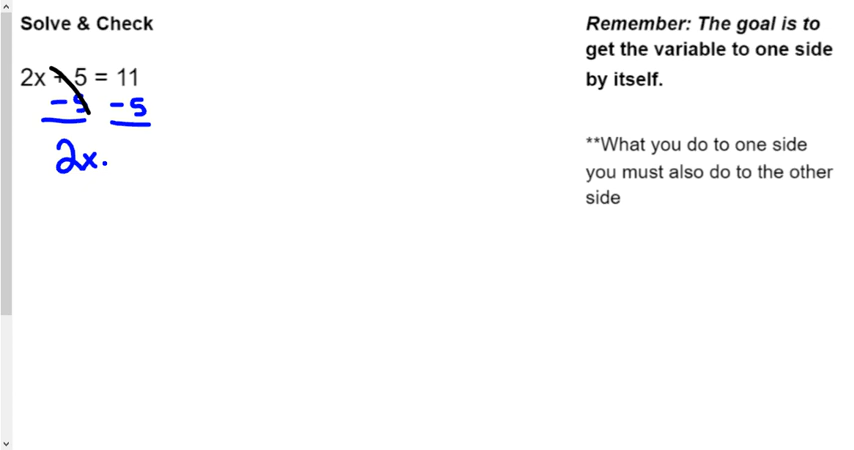 Solve & Check
2x + 5 = 11
-5 -5
2x.
Remember: The goal is to
get the variable to one side
by itself.
**What you do to one side
you must also do to the other
side